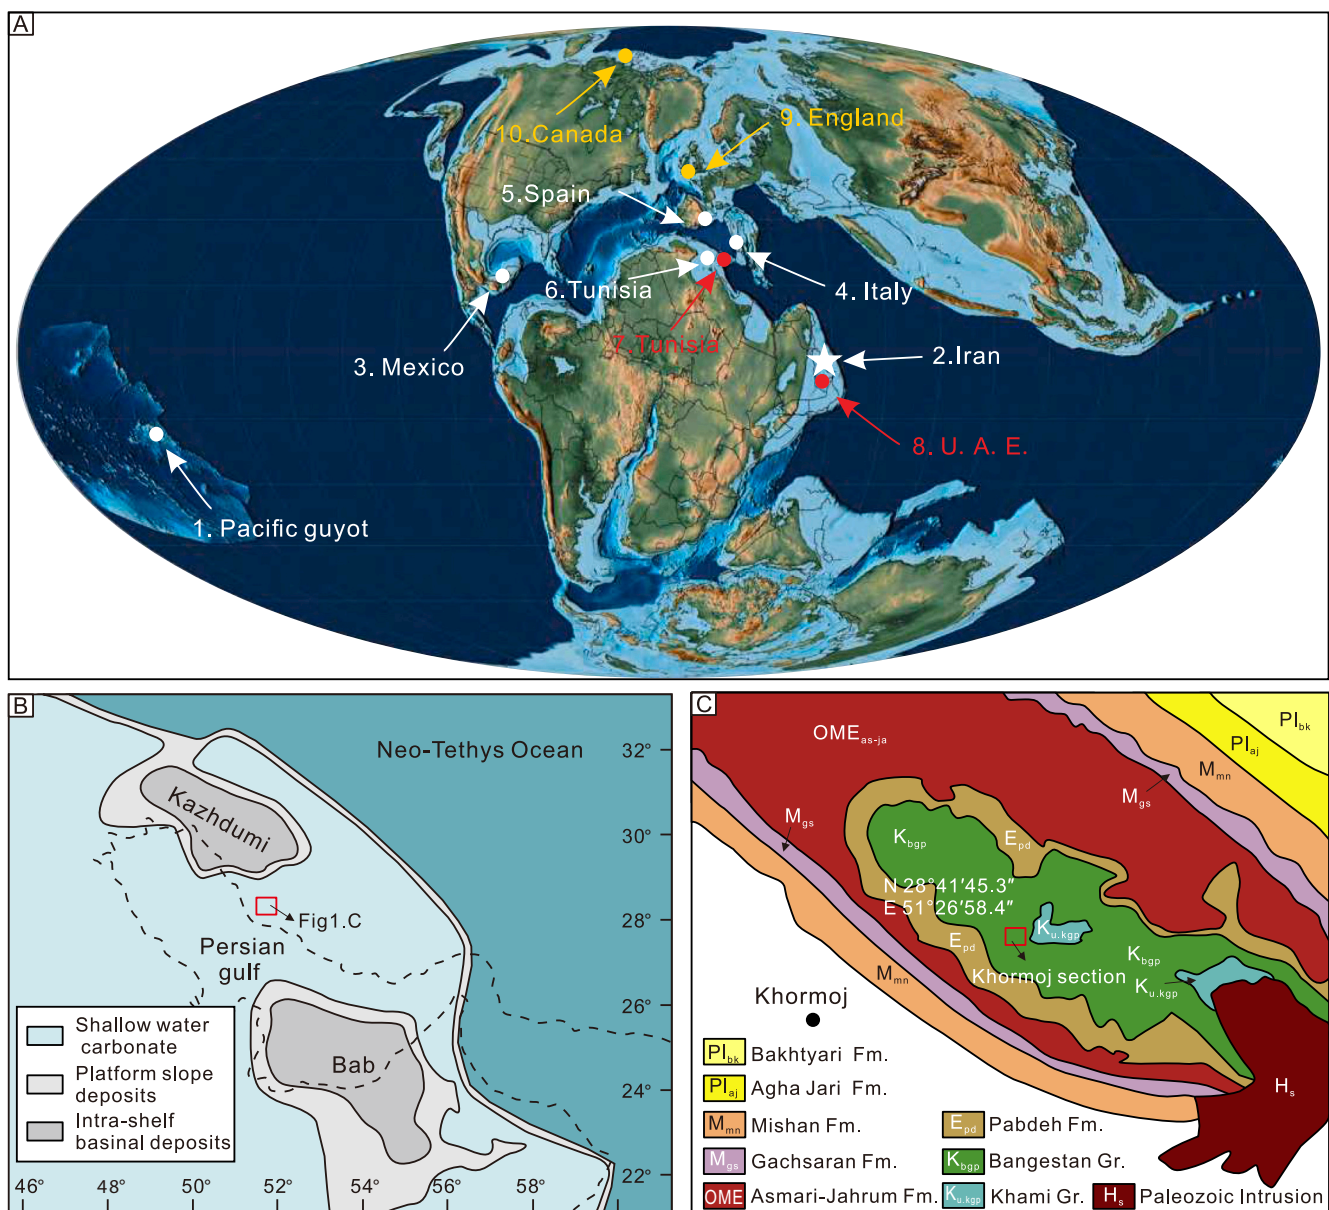 A
10.Canada
9. England
5.Spain
6.Tunisia
4. Italy
7.Tunisia
3. Mexico
2.Iran
8. U. A. E.
1. Pacific guyot
B
Neo-Tethys Ocean
Kazhdumi
Fig1.C
Persian
gulf
Bab
32°
30°
28°
26°
24°
22°
Shallow water
carbonate
Platform slope
deposits
Intra-shelf
basinal deposits
46° 50° 52° 54° 56° 58°
C
OMEas-ja
Plbk
Plaj
Mmn
Mgs
Mgs
Kbgp
Epd
N 28°41′45.3″
E 51°26′58.4″
Ku.kgp
Epd
Kbgp
Khormoj section
Mmn
Ku.kgp
Khormoj
Hs
Plbk Bakhtyari Fm.
Plaj Agha Jari Fm.
Mmn Mishan Fm.
Epd Pabdeh Fm.
Mgs Gachsaran Fm.
Kbgp Bangestan Gr.
OME Asmari-Jahrum Fm.
Ku.kgp Khami Gr.
Hs Paleozoic Intrusion